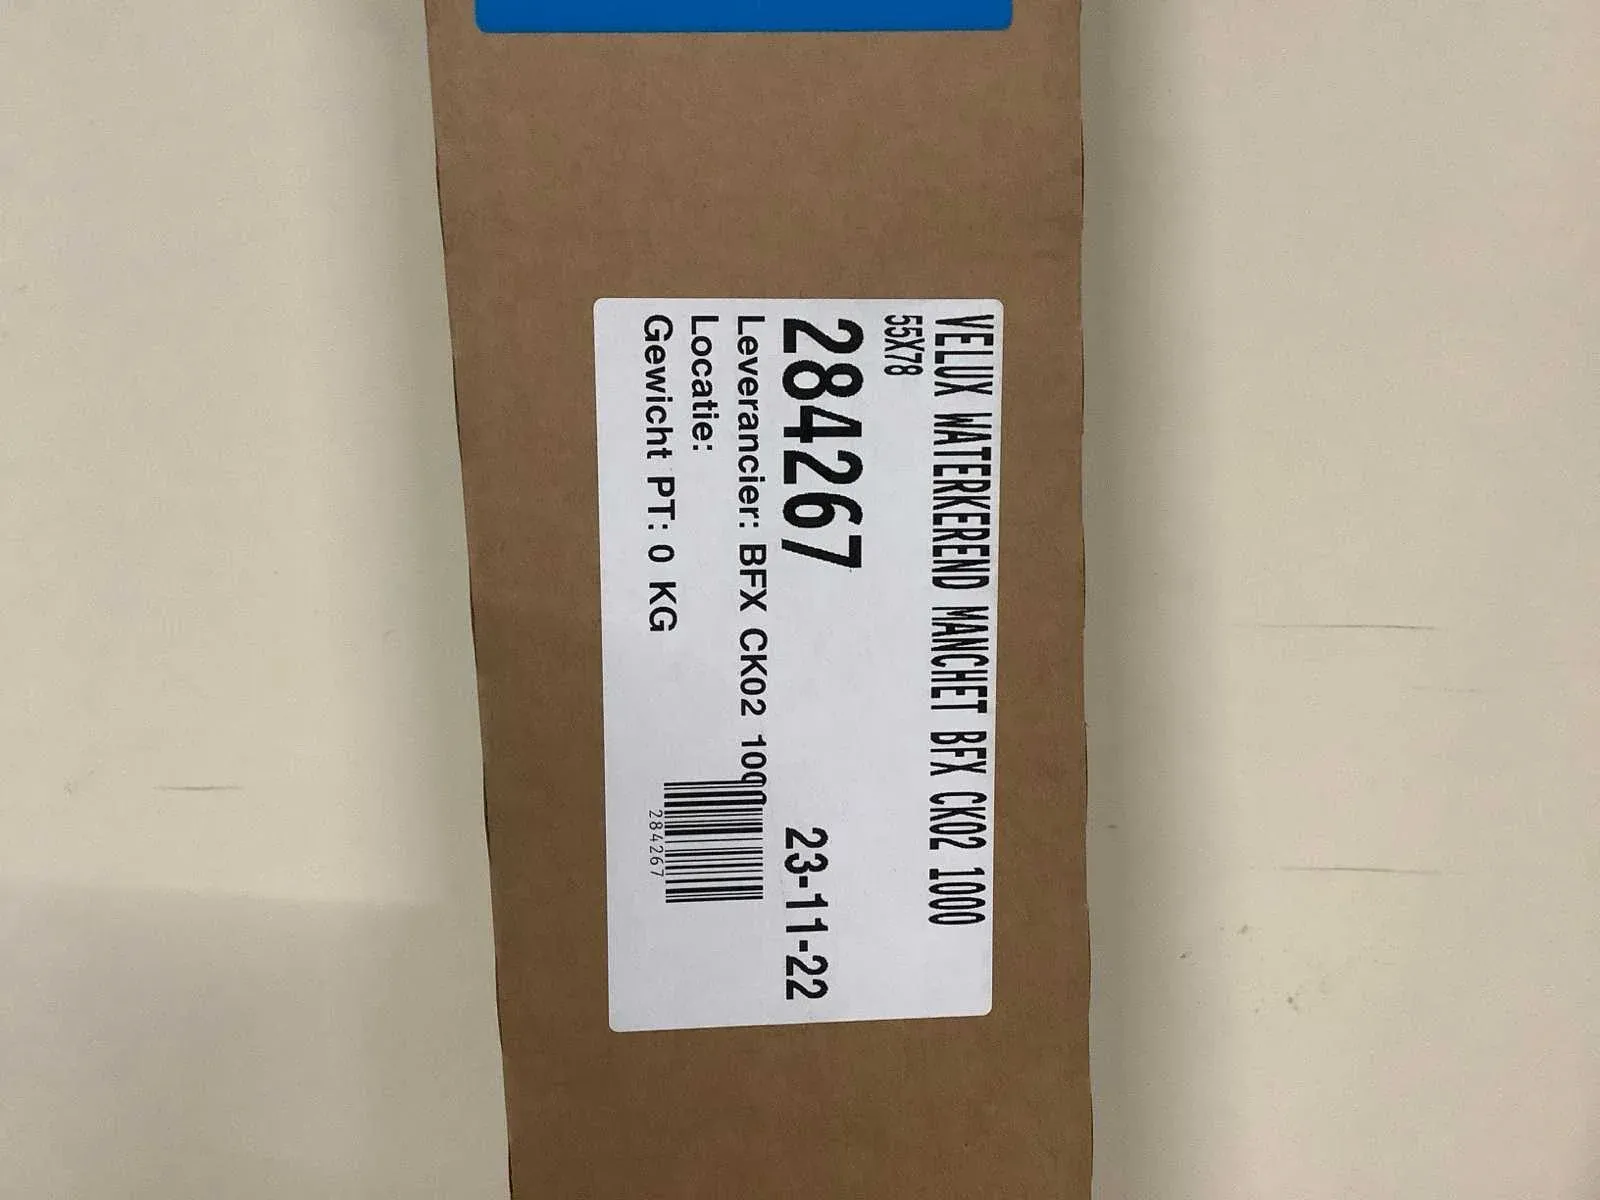 VELUX WATERKEREND MANCHET BFX CK02 1000
55X78
284267 23-11-22
Leverancier: BFX CK02 1000
Locatie:
Gewicht PT: 0 KG
284267